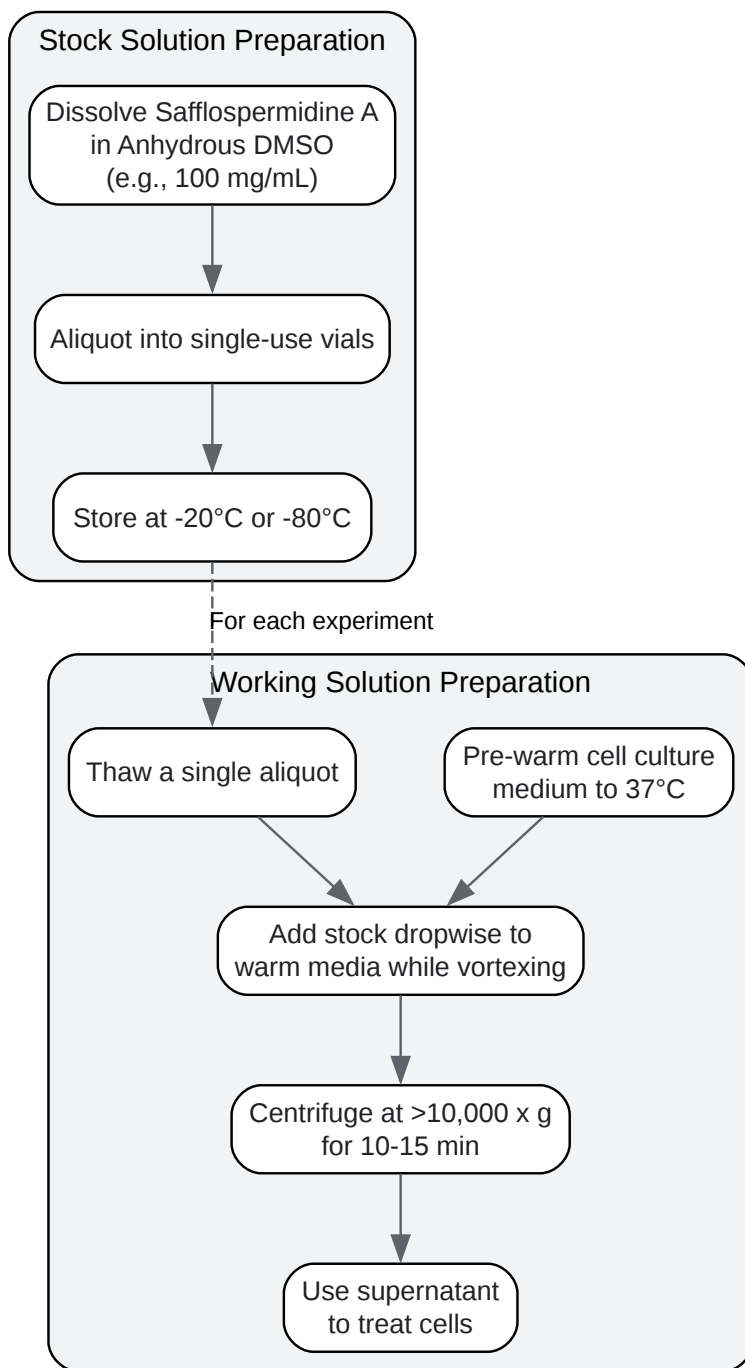 Stock Solution Preparation
Dissolve Safflospermidine A
in Anhydrous DMSO
(e.g., 100 mg/mL)
Aliquot into single-use vials
Store at -20°C or -80°C
For each experiment
Working Solution Preparation
Thaw a single aliquot
Pre-warm cell culture
medium to 37°C
Add stock dropwise to
warm media while vortexing
Centrifuge at >10,000 x g
for 10-15 min
Use supernatant
to treat cells